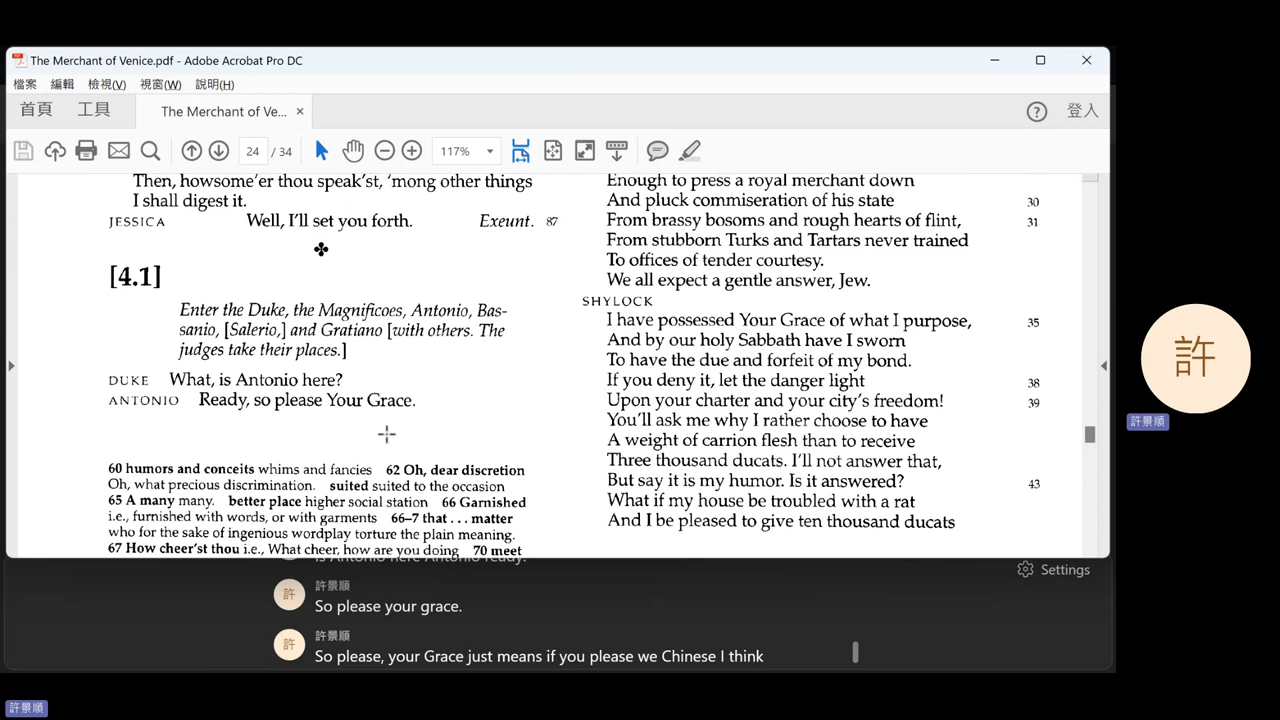 The Merchant of Venice.pdf - Adobe Acrobat Pro DC
檔案 編輯 檢視(V) 視窗(W) 說明(H)
首頁 工具 The Merchant of Ve... × 登入
24 / 34 117%
Then, howsome'er thou speak'st, 'mong other things
I shall digest it.
JESSICA Well, I'll set you forth. Exeunt. 87
[4.1]
Enter the Duke, the Magnificoes, Antonio, Bas-
sanio, [Salerio,] and Gratiano [with others. The
judges take their places.]
DUKE What, is Antonio here?
ANTONIO Ready, so please Your Grace.
60 humors and conceits whims and fancies 62 Oh, dear discretion
Oh, what precious discrimination. suited suited to the occasion
65 A many many. better place higher social station 66 Garnished
i.e., furnished with words, or with garments 66–7 that . . . matter
who for the sake of ingenious wordplay torture the plain meaning.
67 How cheer'st thou i.e., What cheer, how are you doing 70 meet
Enough to press a royal merchant down
And pluck commiseration of his state 30
From brassy bosoms and rough hearts of flint, 31
From stubborn Turks and Tartars never trained
To offices of tender courtesy.
We all expect a gentle answer, Jew.
SHYLOCK
I have possessed Your Grace of what I purpose, 35
And by our holy Sabbath have I sworn
To have the due and forfeit of my bond.
If you deny it, let the danger light 38
Upon your charter and your city's freedom! 39
You'll ask me why I rather choose to have
A weight of carrion flesh than to receive
Three thousand ducats. I'll not answer that,
But say it is my humor. Is it answered? 43
What if my house be troubled with a rat
And I be pleased to give ten thousand ducats
許
許景順
is Antonio here Antonio ready.
Settings
許
許景順
So please your grace.
許
許景順
So please, your Grace just means if you please we Chinese I think
許景順